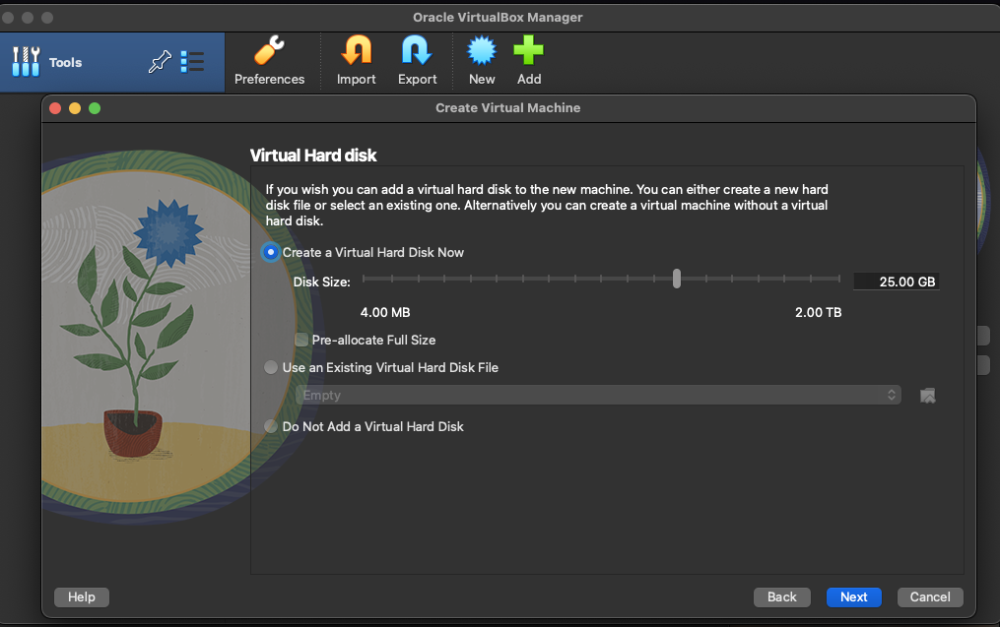 Oracle VirtualBox Manager
Tools
Preferences
Import
Export
New
Add
Create Virtual Machine
Virtual Hard disk
If you wish you can add a virtual hard disk to the new machine. You can either create a new hard
disk file or select an existing one. Alternatively you can create a virtual machine without a virtual
hard disk.
Create a Virtual Hard Disk Now
Disk Size:
25.00 GB
4.00 MB
2.00 TB
Pre-allocate Full Size
Use an Existing Virtual Hard Disk File
Empty
Do Not Add a Virtual Hard Disk
Help
Back
Next
Cancel